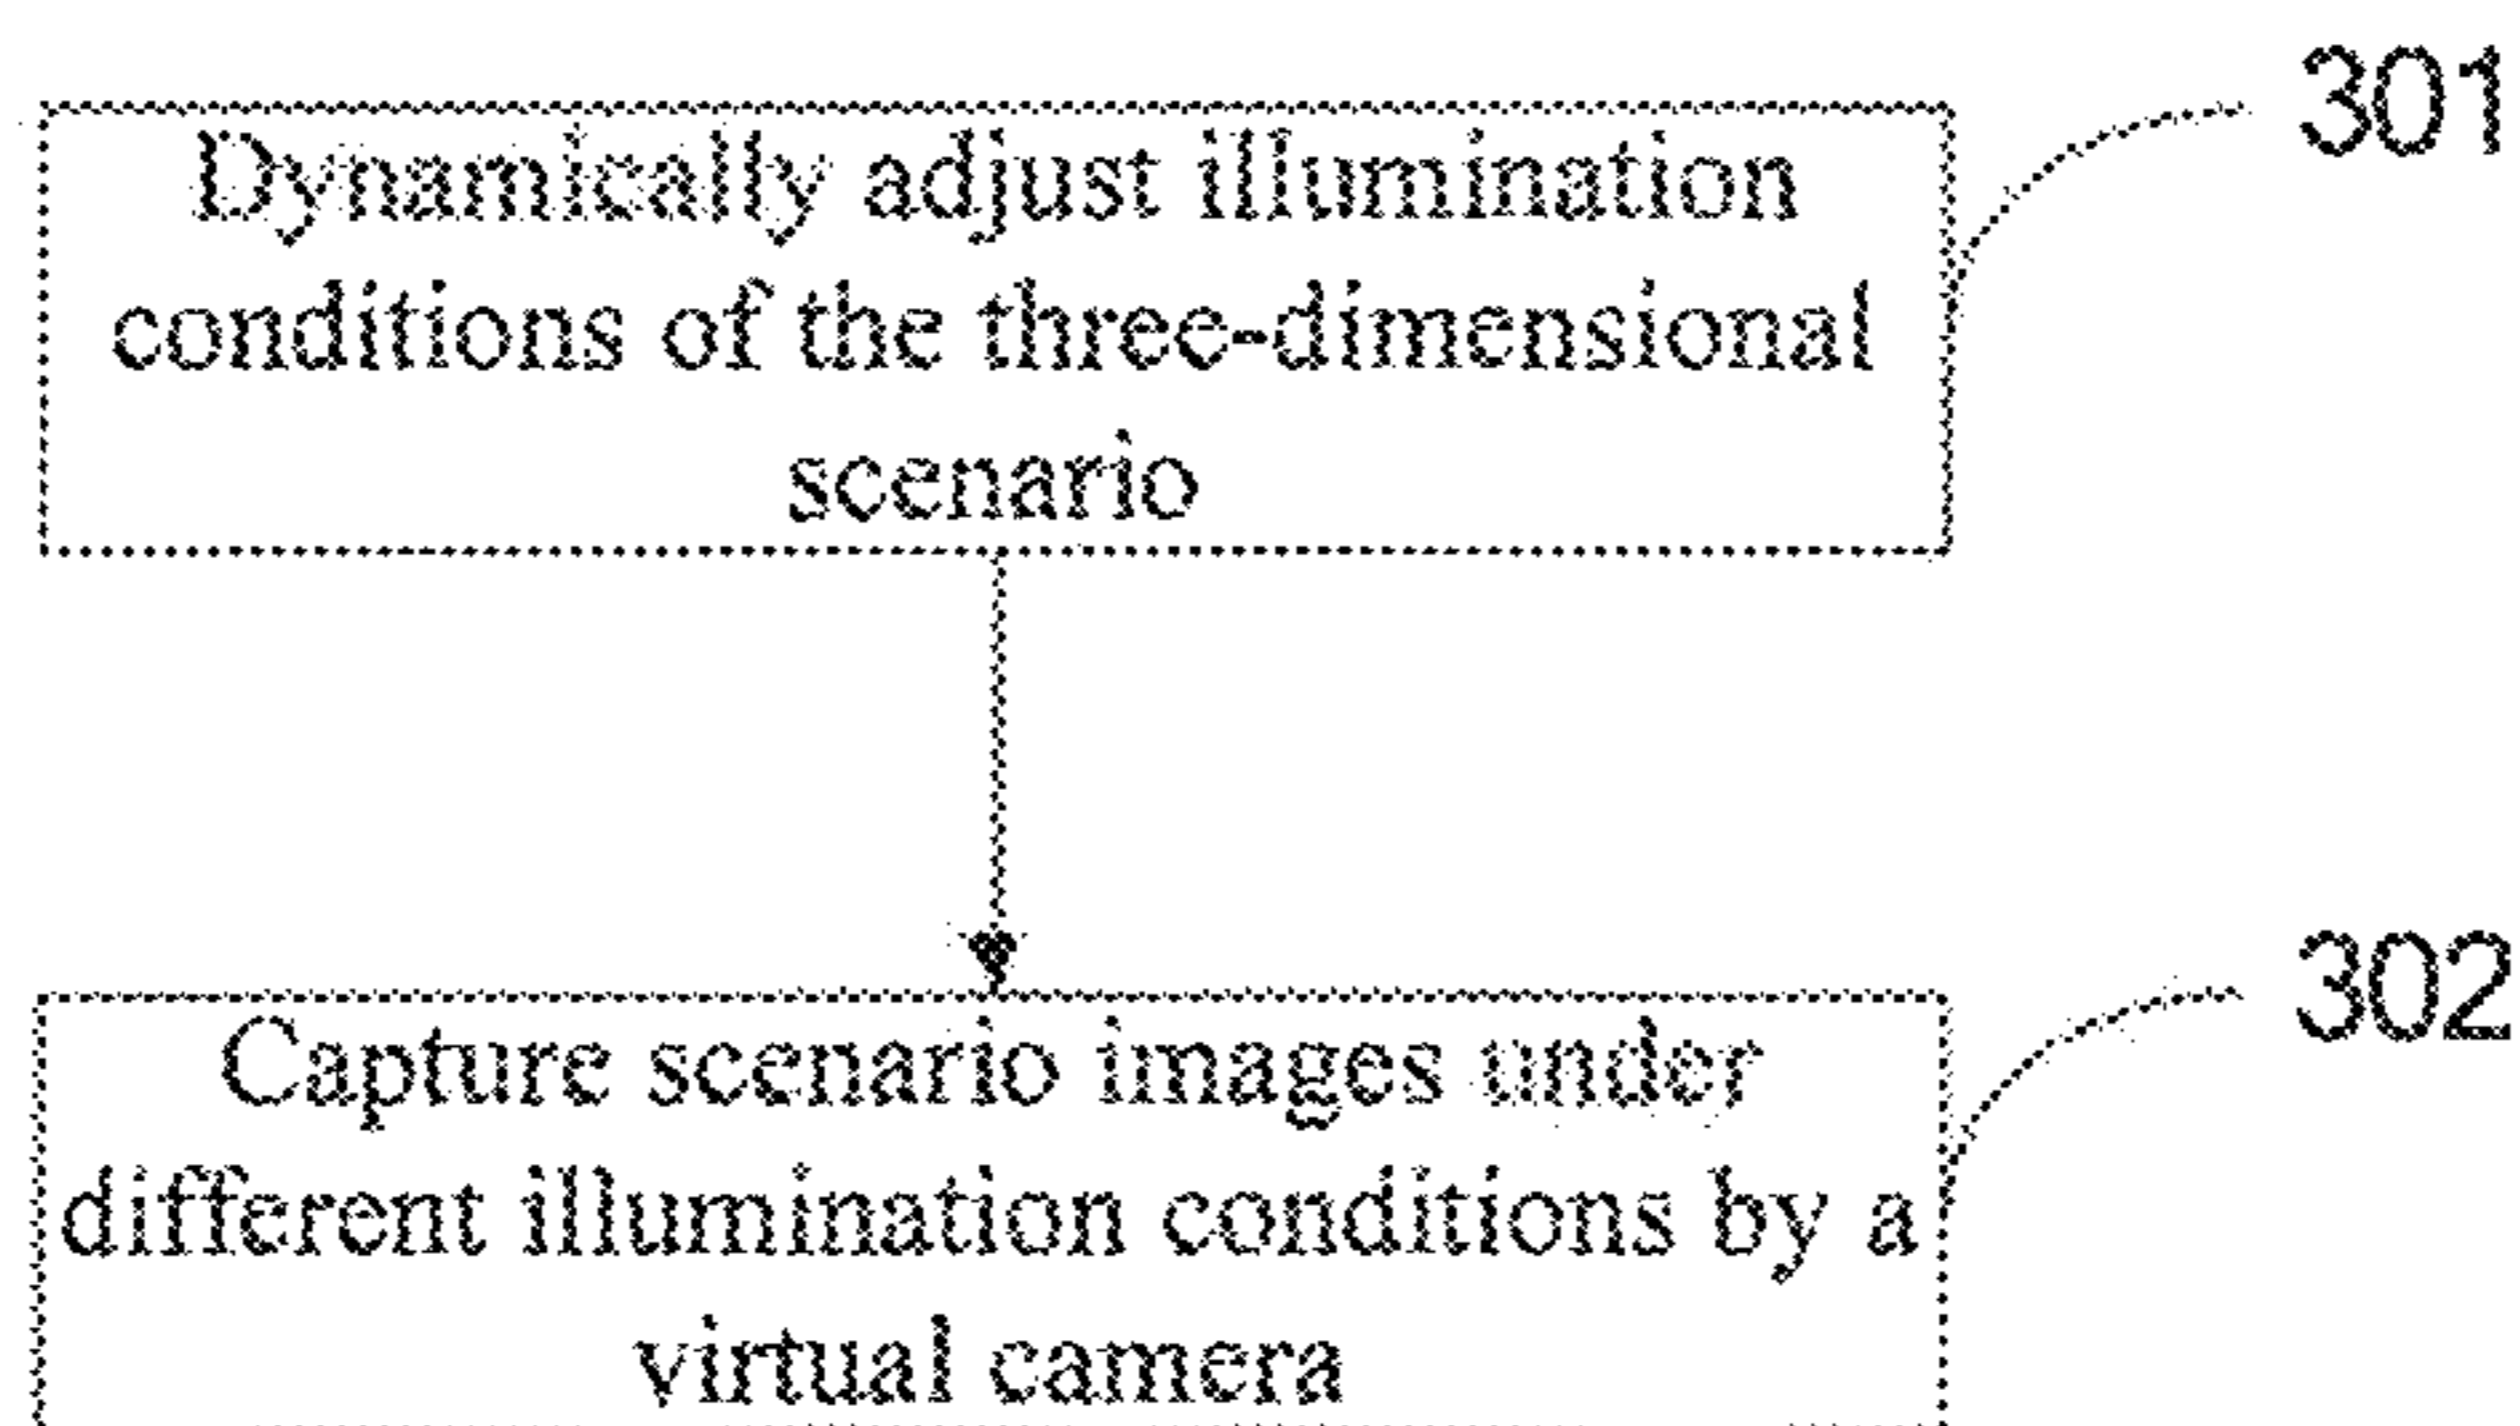 301
Dynamically adjust illumination
conditions of the three-dimensional
scenario
302
Capture scenario images under
different illumination conditions by a
virtual camera